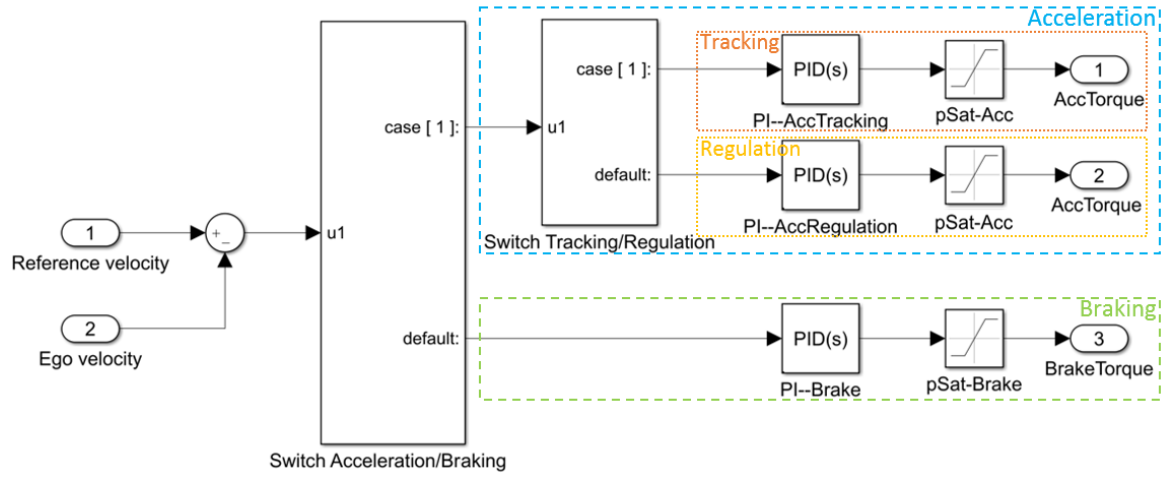 Acceleration
Tracking
case [ 1 ]:
PID(s)
1
PI--AccTracking
pSat-Acc
AccTorque
case [ 1 ]:
u1
Regulation
default:
PID(s)
2
PI--AccRegulation
pSat-Acc
AccTorque
Switch Tracking/Regulation
1
+
−
u1
Reference velocity
2
Ego velocity
Braking
default:
PID(s)
3
PI--Brake
pSat-Brake
BrakeTorque
Switch Acceleration/Braking